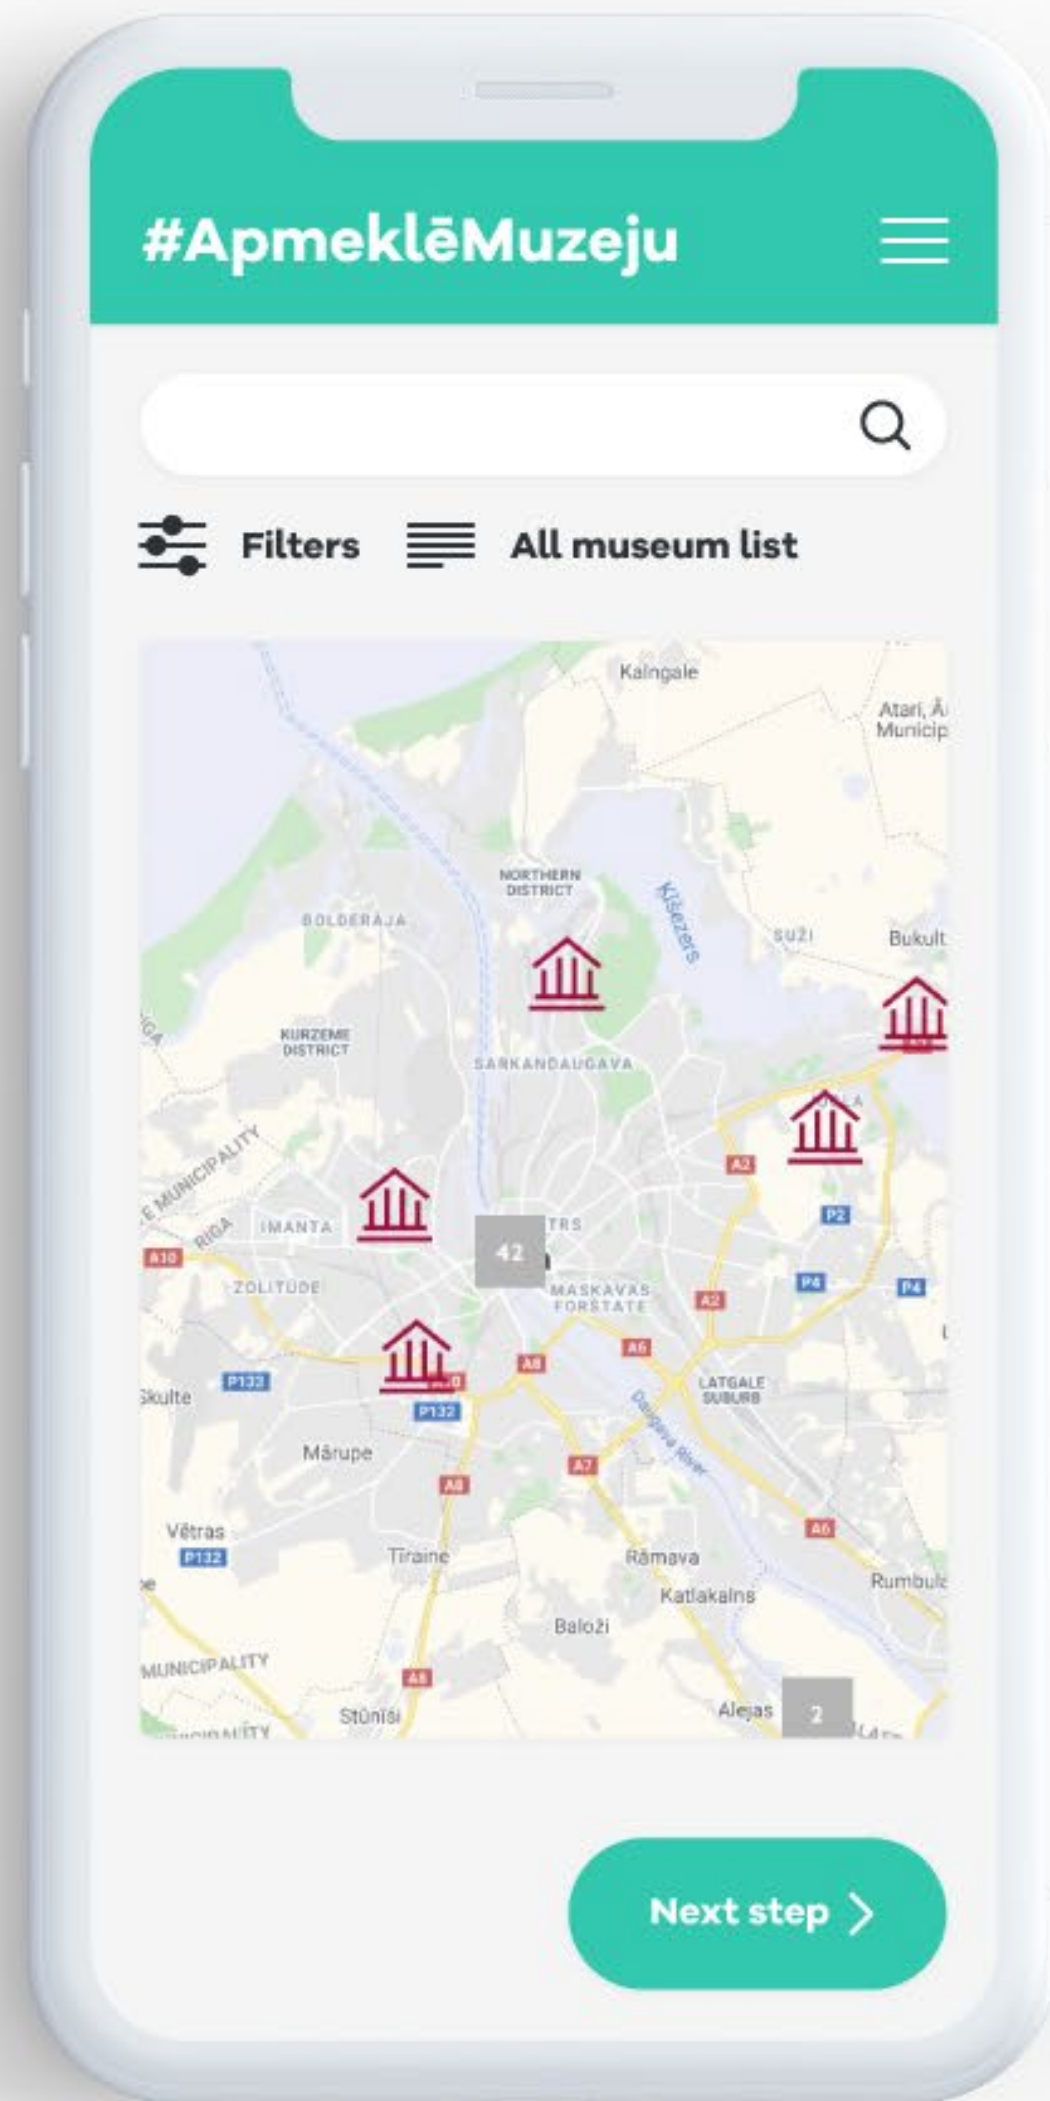 #ApmeklēMuzeju
Filters
All museum list
Kalngale
Atari, Ā
Municip
NORTHERN
DISTRICT
Ķīšezers
BOLDERĀJA
SUŽI
Bukult
KURZEME
DISTRICT
SARKANDAUGAVA
E MUNICIPALITY
RIGA
IMANTA
A2
P2
42
TRS
A10
ZOLITŪDE
MASKAVAS
FORŠTATE
A2
P4
P4
A6
A8
P132
P132
Skulte
LATGALE
SUBURB
Daugava River
Mārupe
A7
A8
Vētras
P132
Tīraine
A6
Rāmava
Katlakalns
Rumbula
Baloži
MUNICIPALITY
A8
Stūnīši
Alejas
2
Next step